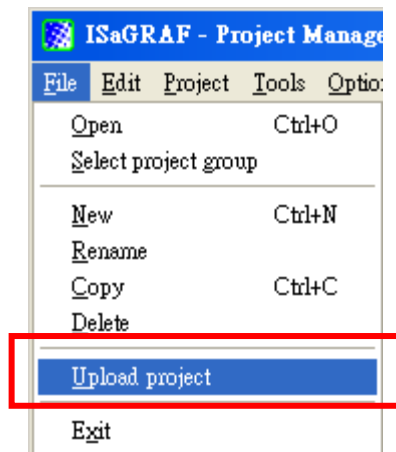 ISaGRAF - Project Manage
File Edit Project Tools Optio
Open Ctrl+O
Select project group
New Ctrl+N
Rename
Copy Ctrl+C
Delete
Upload project
Exit